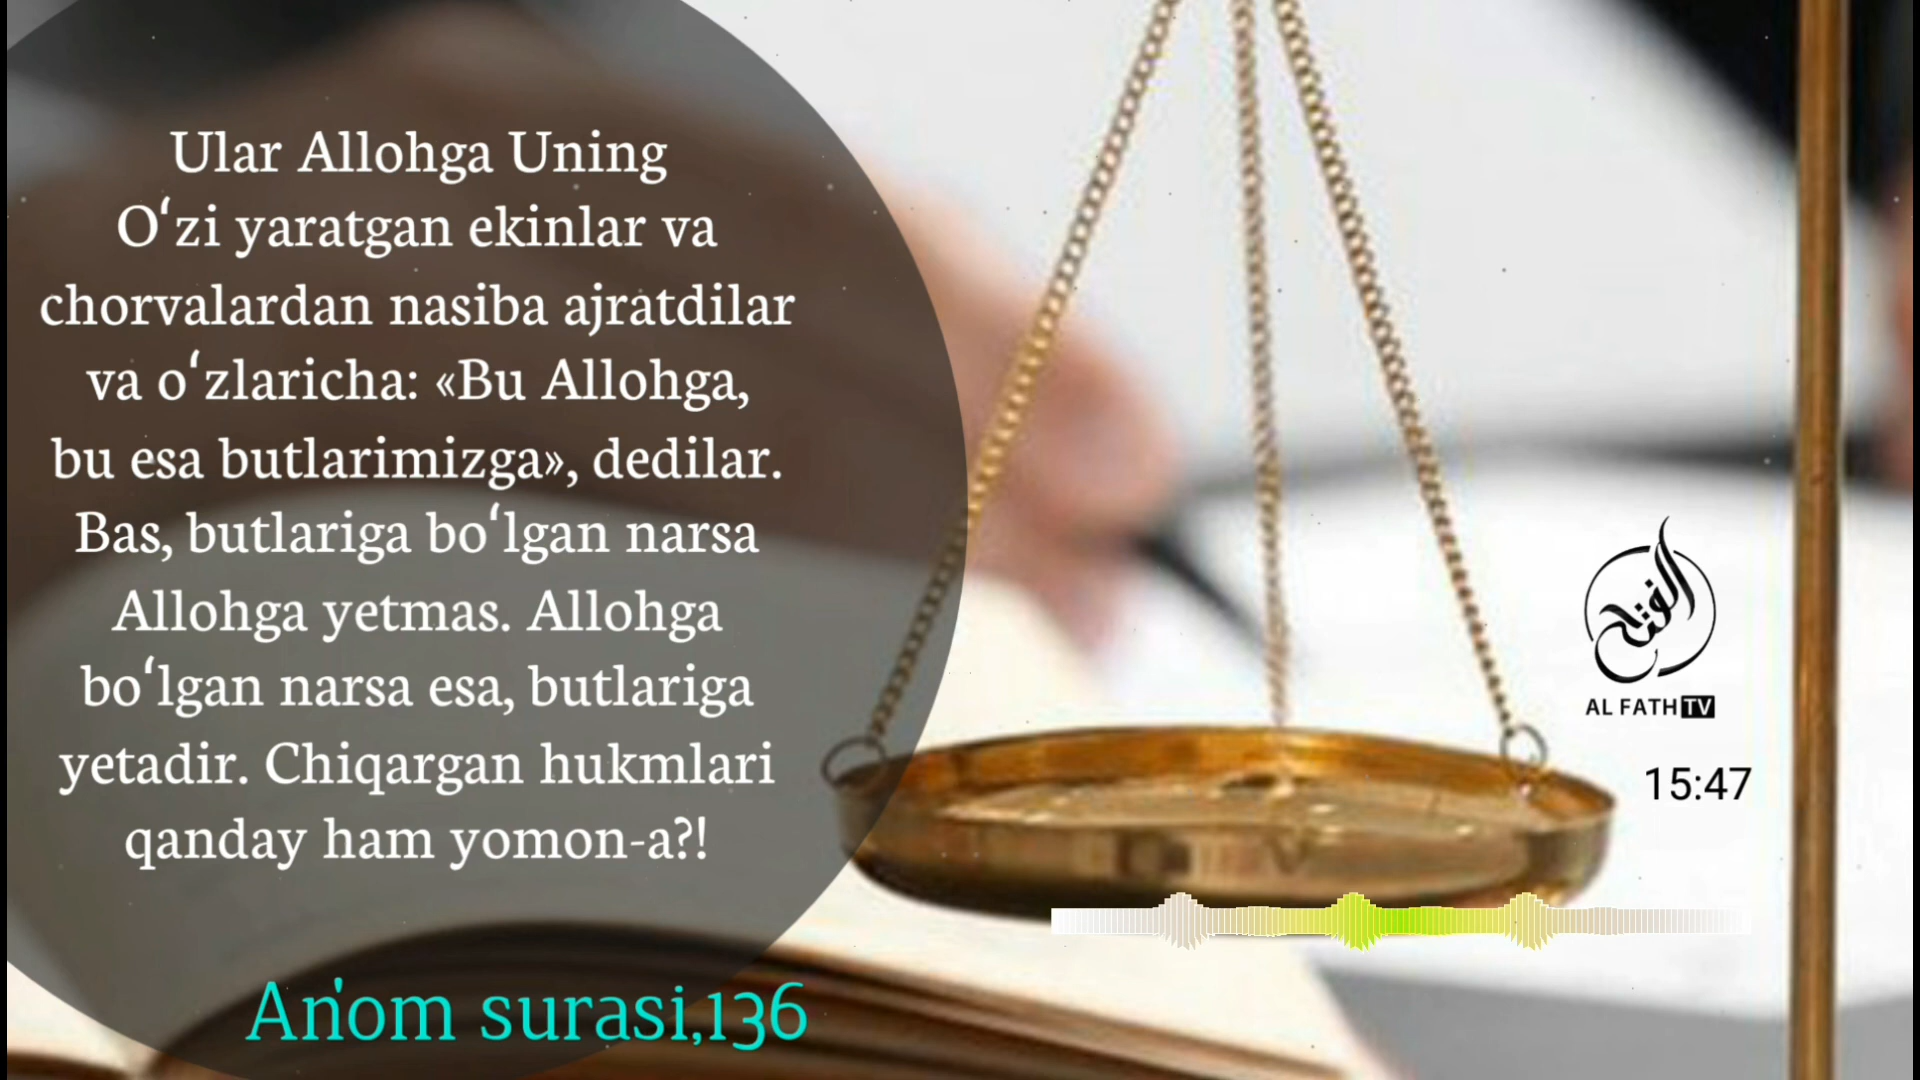 Ular Allohga Uning
Oʻzi yaratgan ekinlar va
chorvalardan nasiba ajratdilar
va oʻzlaricha: «Bu Allohga,
bu esa butlarimizga», dedilar.
Bas, butlariga boʻlgan narsa
Allohga yetmas. Allohga
boʻlgan narsa esa, butlariga
yetadir. Chiqargan hukmlari
qanday ham yomon-a?!
An'om surasi,136
الفتح
AL FATH TV
15:47